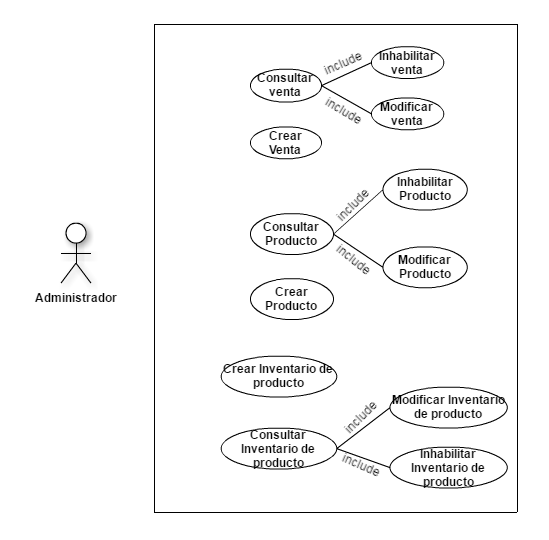 include
Inhabilitar
venta
Consultar
venta
include
Modificar
venta
Crear
Venta
Inhabilitar
Producto
include
Consultar
Producto
include
Modificar
Producto
Administrador
Crear
Producto
Crear Inventario de
producto
Modificar Inventario
de producto
include
Consultar
Inventario de
producto
include
Inhabilitar
Inventario de
producto